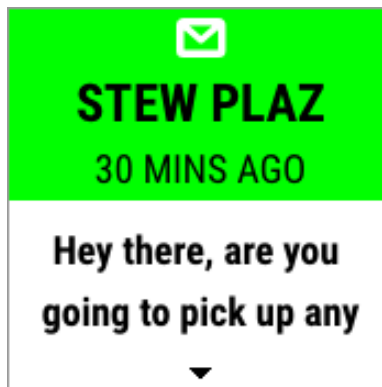 STEW PLAZ
30 MINS AGO
Hey there, are you
going to pick up any